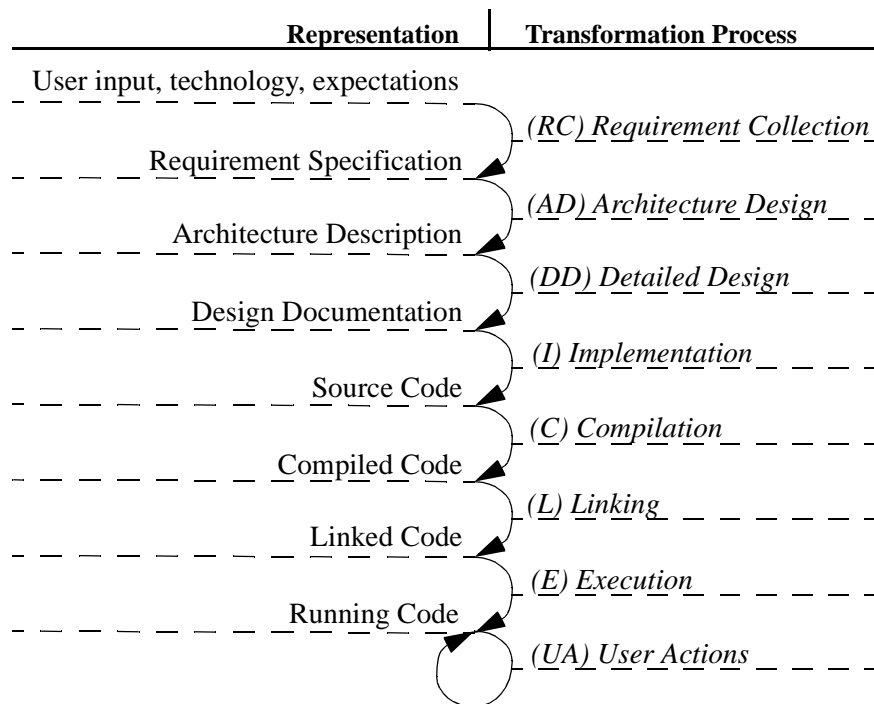 Representation Transformation Process
User input, technology, expectations
(RC) Requirement Collection
Requirement Specification
(AD) Architecture Design
Architecture Description
(DD) Detailed Design
Design Documentation
(I) Implementation
Source Code
(C) Compilation
Compiled Code
(L) Linking
Linked Code
(E) Execution
Running Code
(UA) User Actions